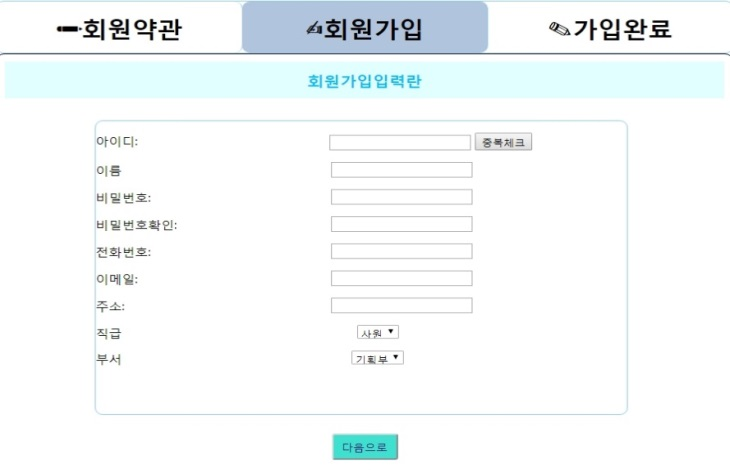 회원약관 회원가입 가입완료
회원가입입력란
아이디: 중복체크
이름
비밀번호:
비밀번호확인:
전화번호:
이메일:
주소:
직급 사원
부서 기획부
다음으로